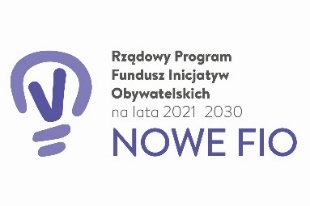 Rządowy Program
Fundusz Inicjatyw
Obywatelskich
na lata 2021 2030
NOWE FIO